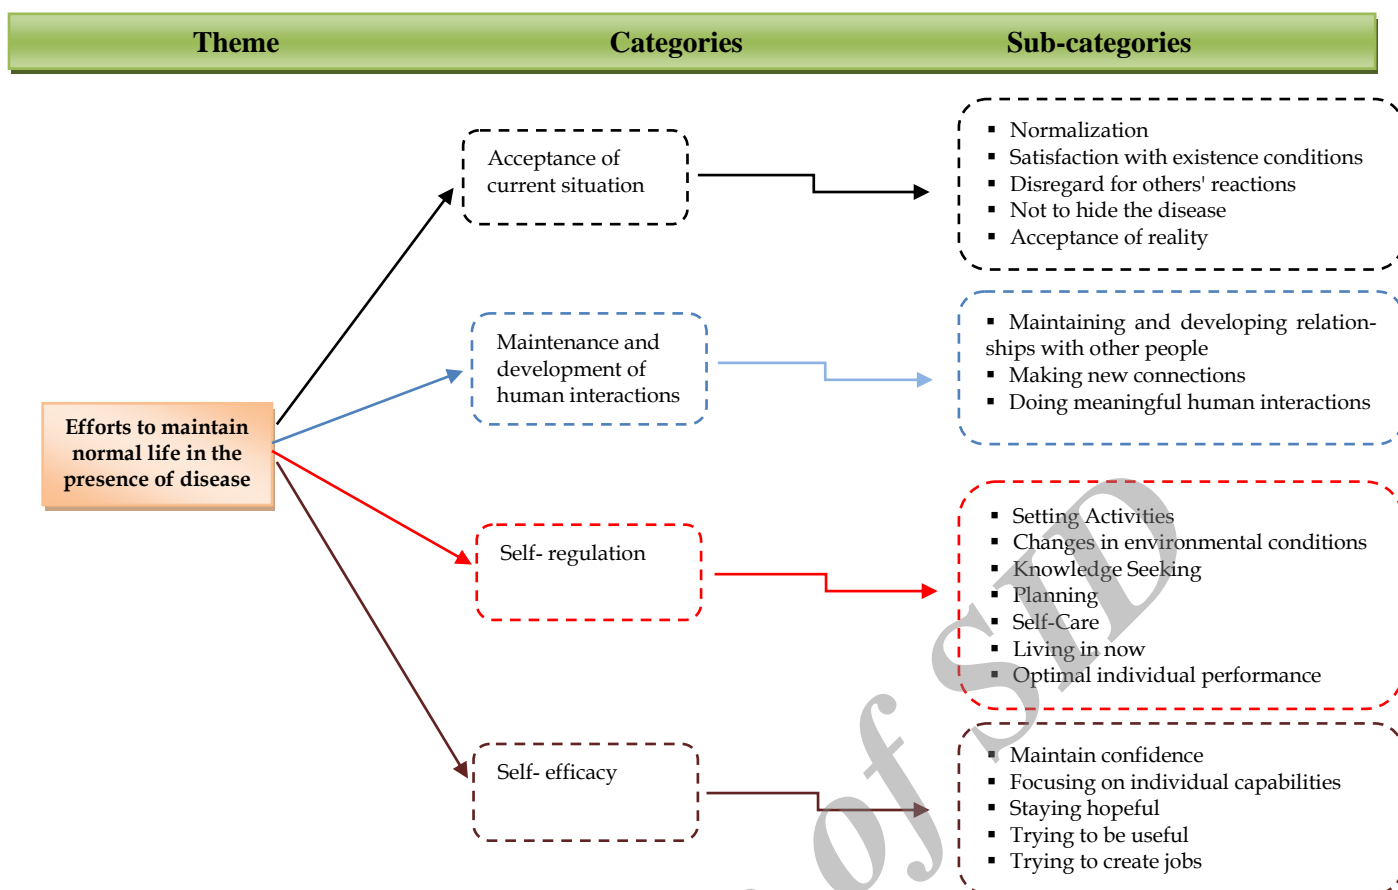 Theme Categories Sub-categories
Efforts to maintain
normal life in the
presence of disease
Acceptance of
current situation
▪ Normalization
▪ Satisfaction with existence conditions
▪ Disregard for others' reactions
▪ Not to hide the disease
▪ Acceptance of reality
Maintenance and
development of
human interactions
▪ Maintaining and developing relation-
ships with other people
▪ Making new connections
▪ Doing meaningful human interactions
Self- regulation
▪ Setting Activities
▪ Changes in environmental conditions
▪ Knowledge Seeking
▪ Planning
▪ Self-Care
▪ Living in now
▪ Optimal individual performance
Self- efficacy
▪ Maintain confidence
▪ Focusing on individual capabilities
▪ Staying hopeful
▪ Trying to be useful
▪ Trying to create jobs
of SID